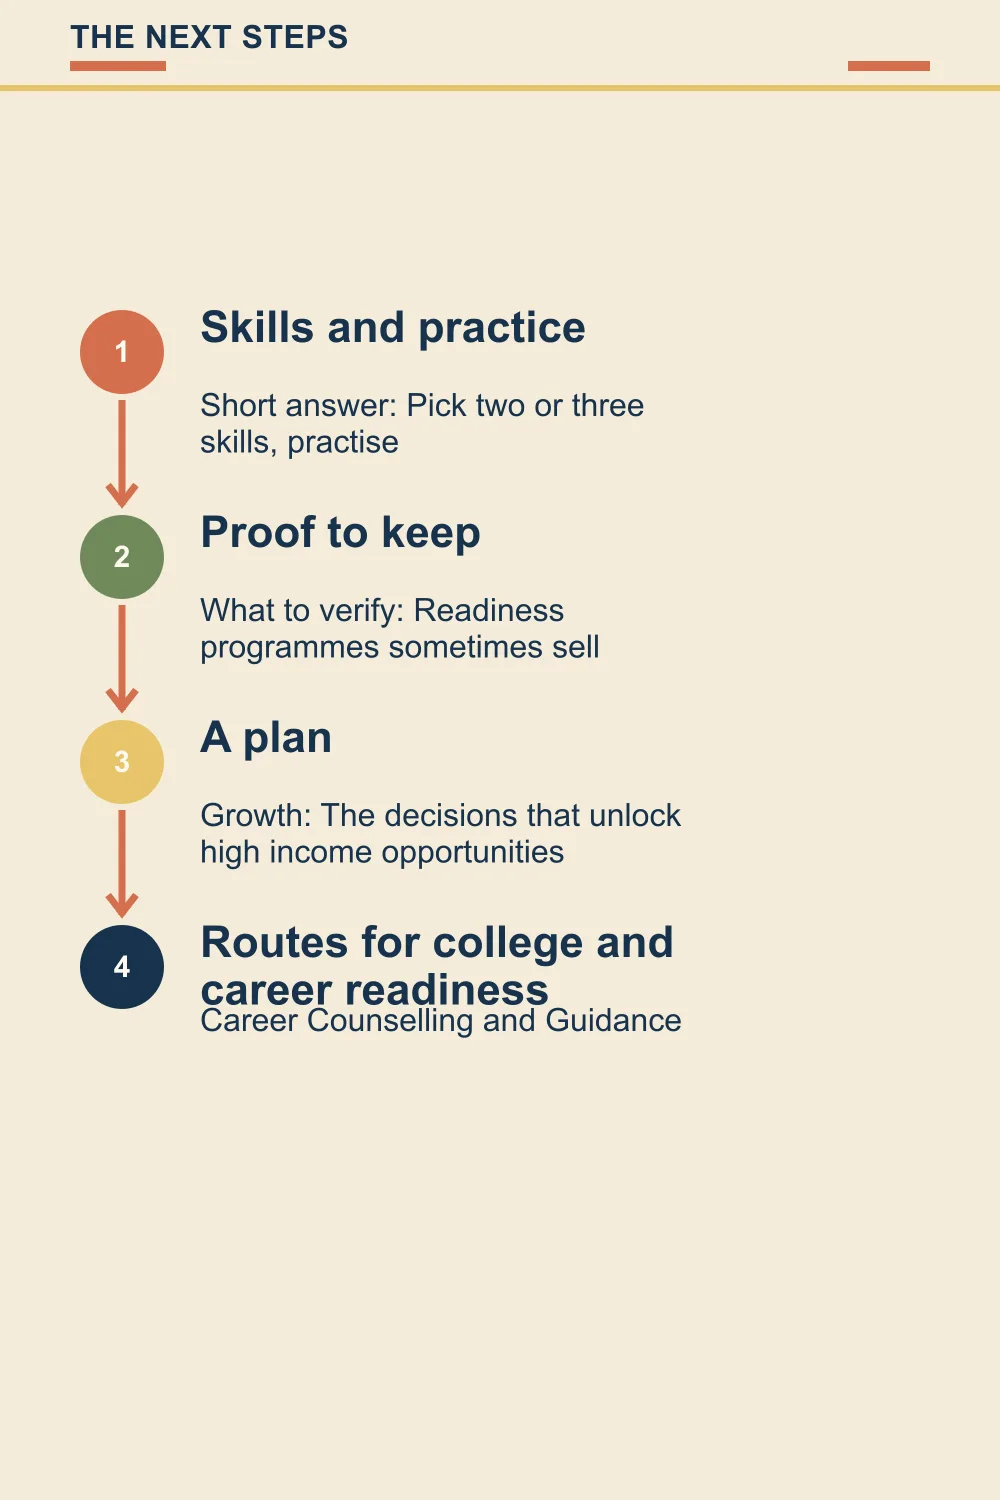 THE NEXT STEPS
1
Skills and practice
Short answer: Pick two or three
skills, practise
2
Proof to keep
What to verify: Readiness
programmes sometimes sell
3
A plan
Growth: The decisions that unlock
high income opportunities
4
Routes for college and
career readiness
Career Counselling and Guidance